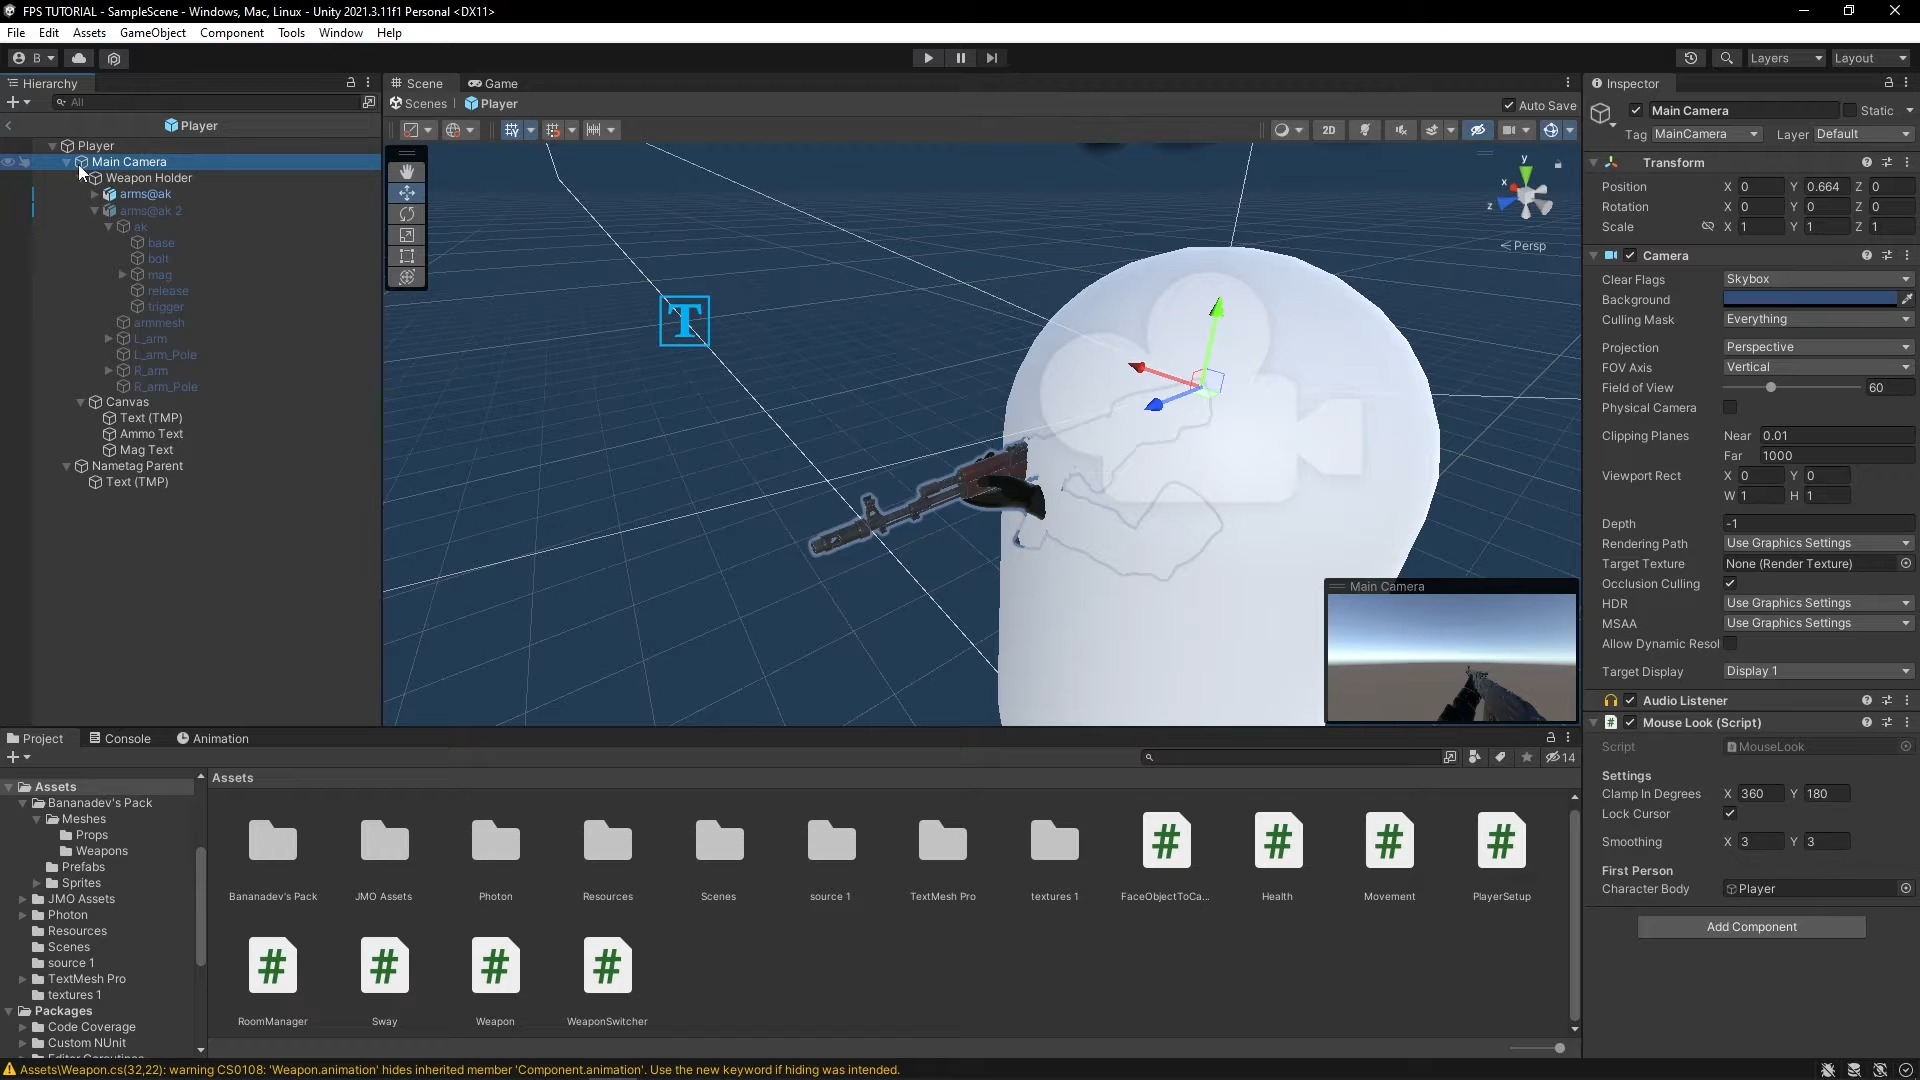 FPS TUTORIAL - SampleScene - Windows, Mac, Linux - Unity 2021.3.11f1 Personal <DX11>
File Edit Assets GameObject Component Tools Window Help
B
Layers
Layout
Hierarchy
All
Player
Player
Main Camera
Weapon Holder
arms@ak
arms@ak 2
ak
base
bolt
mag
release
trigger
armmesh
L_arm
L_arm_Pole
R_arm
R_arm_Pole
Canvas
Text (TMP)
Ammo Text
Mag Text
Nametag Parent
Text (TMP)
Scene
Game
Scenes
Player
Auto Save
2D
y
x
z
Persp
T
Main Camera
Inspector
Main Camera
Static
Tag MainCamera Layer Default
Transform
Position X 0 Y 0.664 Z 0
Rotation X 0 Y 0 Z 0
Scale X 1 Y 1 Z 1
Camera
Clear Flags Skybox
Background
Culling Mask Everything
Projection Perspective
FOV Axis Vertical
Field of View 60
Physical Camera
Clipping Planes Near 0.01
Far 1000
Viewport Rect X 0 Y 0
W 1 H 1
Depth -1
Rendering Path Use Graphics Settings
Target Texture None (Render Texture)
Occlusion Culling
HDR Use Graphics Settings
MSAA Use Graphics Settings
Allow Dynamic Resol
Target Display Display 1
Audio Listener
Mouse Look (Script)
Script MouseLook
Settings
Clamp In Degrees X 360 Y 180
Lock Cursor
Smoothing X 3 Y 3
First Person
Character Body Player
Add Component
Project
Console
Animation
14
Assets
Bananadev's Pack
Meshes
Props
Weapons
Prefabs
Sprites
JMO Assets
Photon
Resources
Scenes
source 1
TextMesh Pro
textures 1
Packages
Code Coverage
Custom NUnit
Assets
Bananadev's Pack
JMO Assets
Photon
Resources
Scenes
source 1
TextMesh Pro
textures 1
FaceObjectToCa...
Health
Movement
PlayerSetup
RoomManager
Sway
Weapon
WeaponSwitcher
Assets\Weapon.cs(32,22): warning CS0108: 'Weapon.animation' hides inherited member 'Component.animation'. Use the new keyword if hiding was intended.